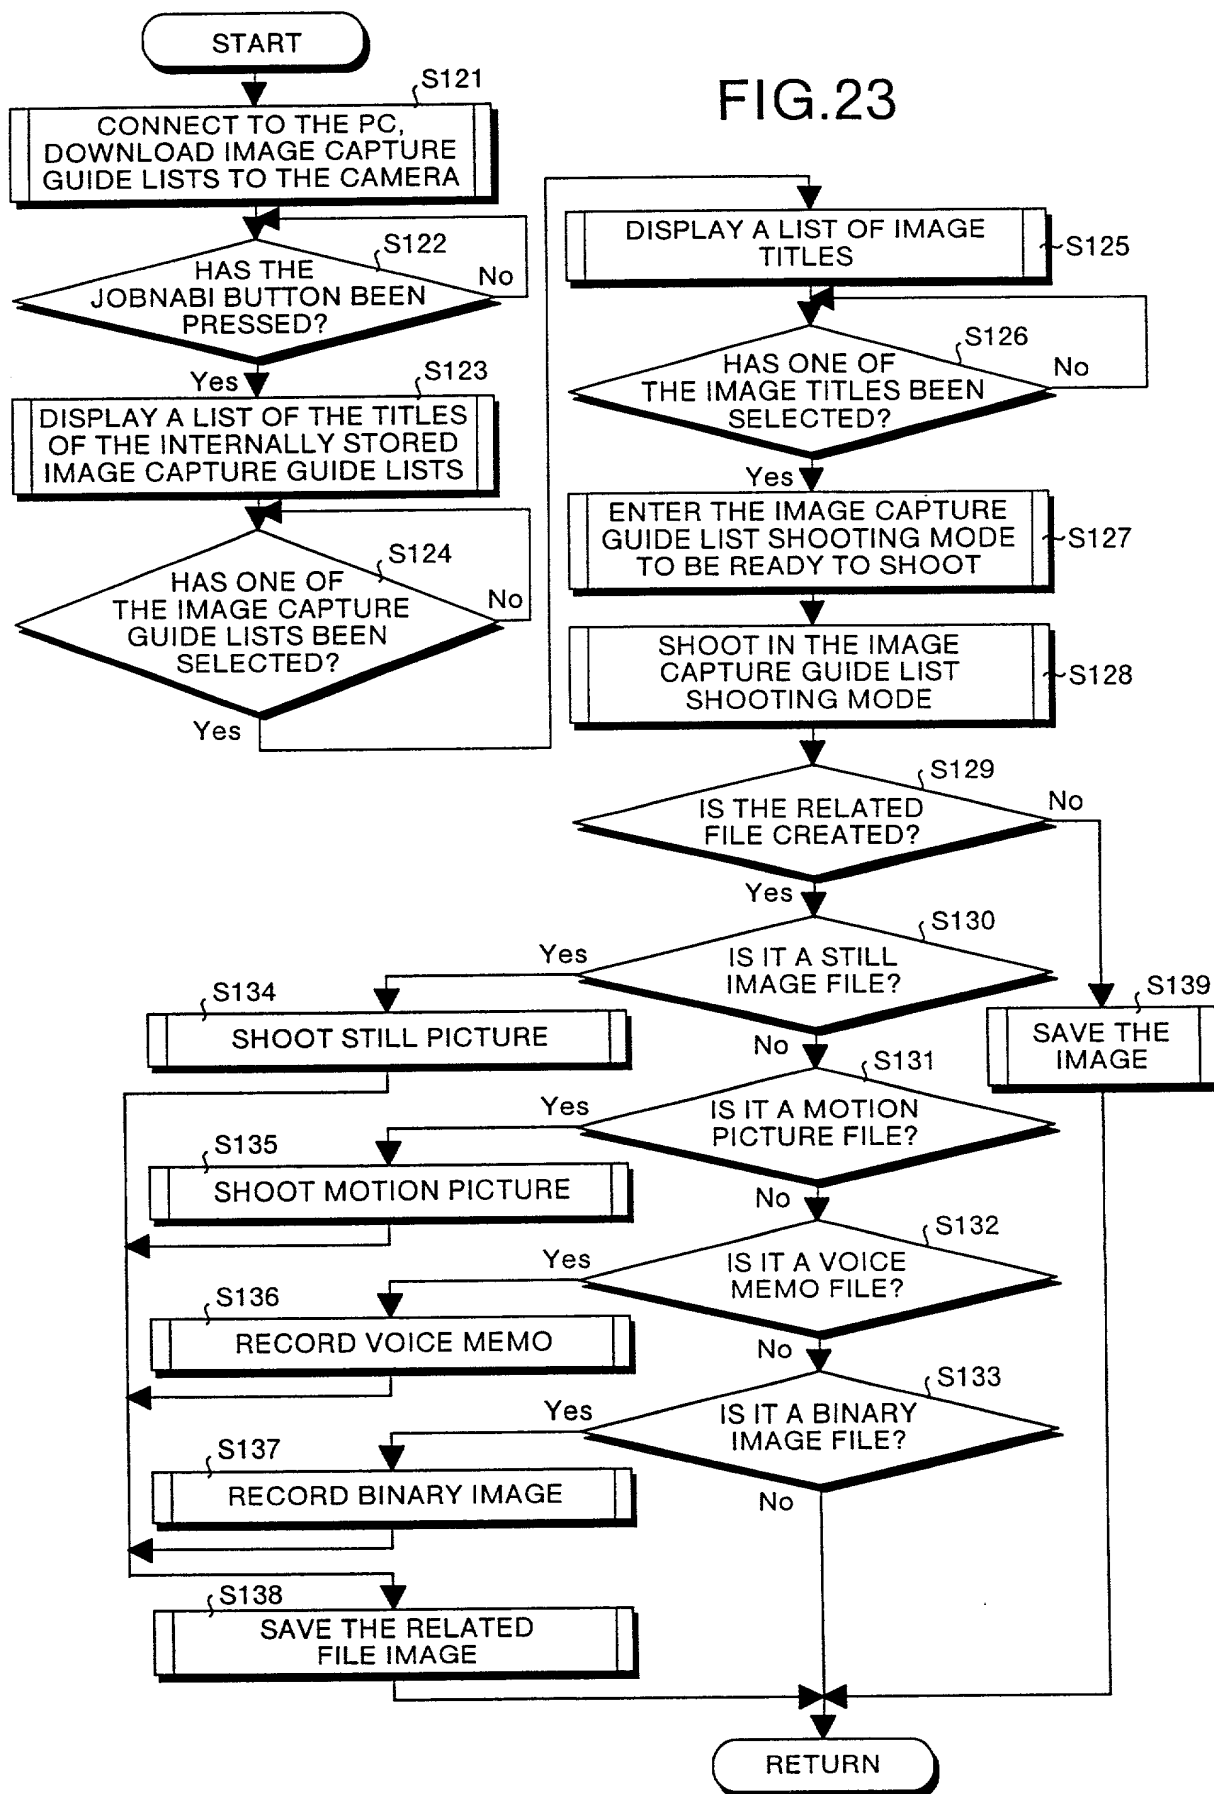 FIG.23
START
S121
CONNECT TO THE PC,
DOWNLOAD IMAGE CAPTURE
GUIDE LISTS TO THE CAMERA
S122
HAS THE
JOBNABI BUTTON BEEN
PRESSED?
No
Yes
S123
DISPLAY A LIST OF THE TITLES
OF THE INTERNALLY STORED
IMAGE CAPTURE GUIDE LISTS
S124
HAS ONE OF
THE IMAGE CAPTURE
GUIDE LISTS BEEN
SELECTED?
No
Yes
DISPLAY A LIST OF IMAGE
TITLES
S125
S126
HAS ONE OF
THE IMAGE TITLES BEEN
SELECTED?
No
Yes
ENTER THE IMAGE CAPTURE
GUIDE LIST SHOOTING MODE
TO BE READY TO SHOOT
S127
SHOOT IN THE IMAGE
CAPTURE GUIDE LIST
SHOOTING MODE
S128
S129
IS THE RELATED
FILE CREATED?
No
Yes
S130
IS IT A STILL
IMAGE FILE?
Yes
No
S134
SHOOT STILL PICTURE
S139
SAVE THE
IMAGE
S131
IS IT A MOTION
PICTURE FILE?
Yes
No
S135
SHOOT MOTION PICTURE
S132
IS IT A VOICE
MEMO FILE?
Yes
No
S136
RECORD VOICE MEMO
S133
IS IT A BINARY
IMAGE FILE?
Yes
No
S137
RECORD BINARY IMAGE
S138
SAVE THE RELATED
FILE IMAGE
RETURN